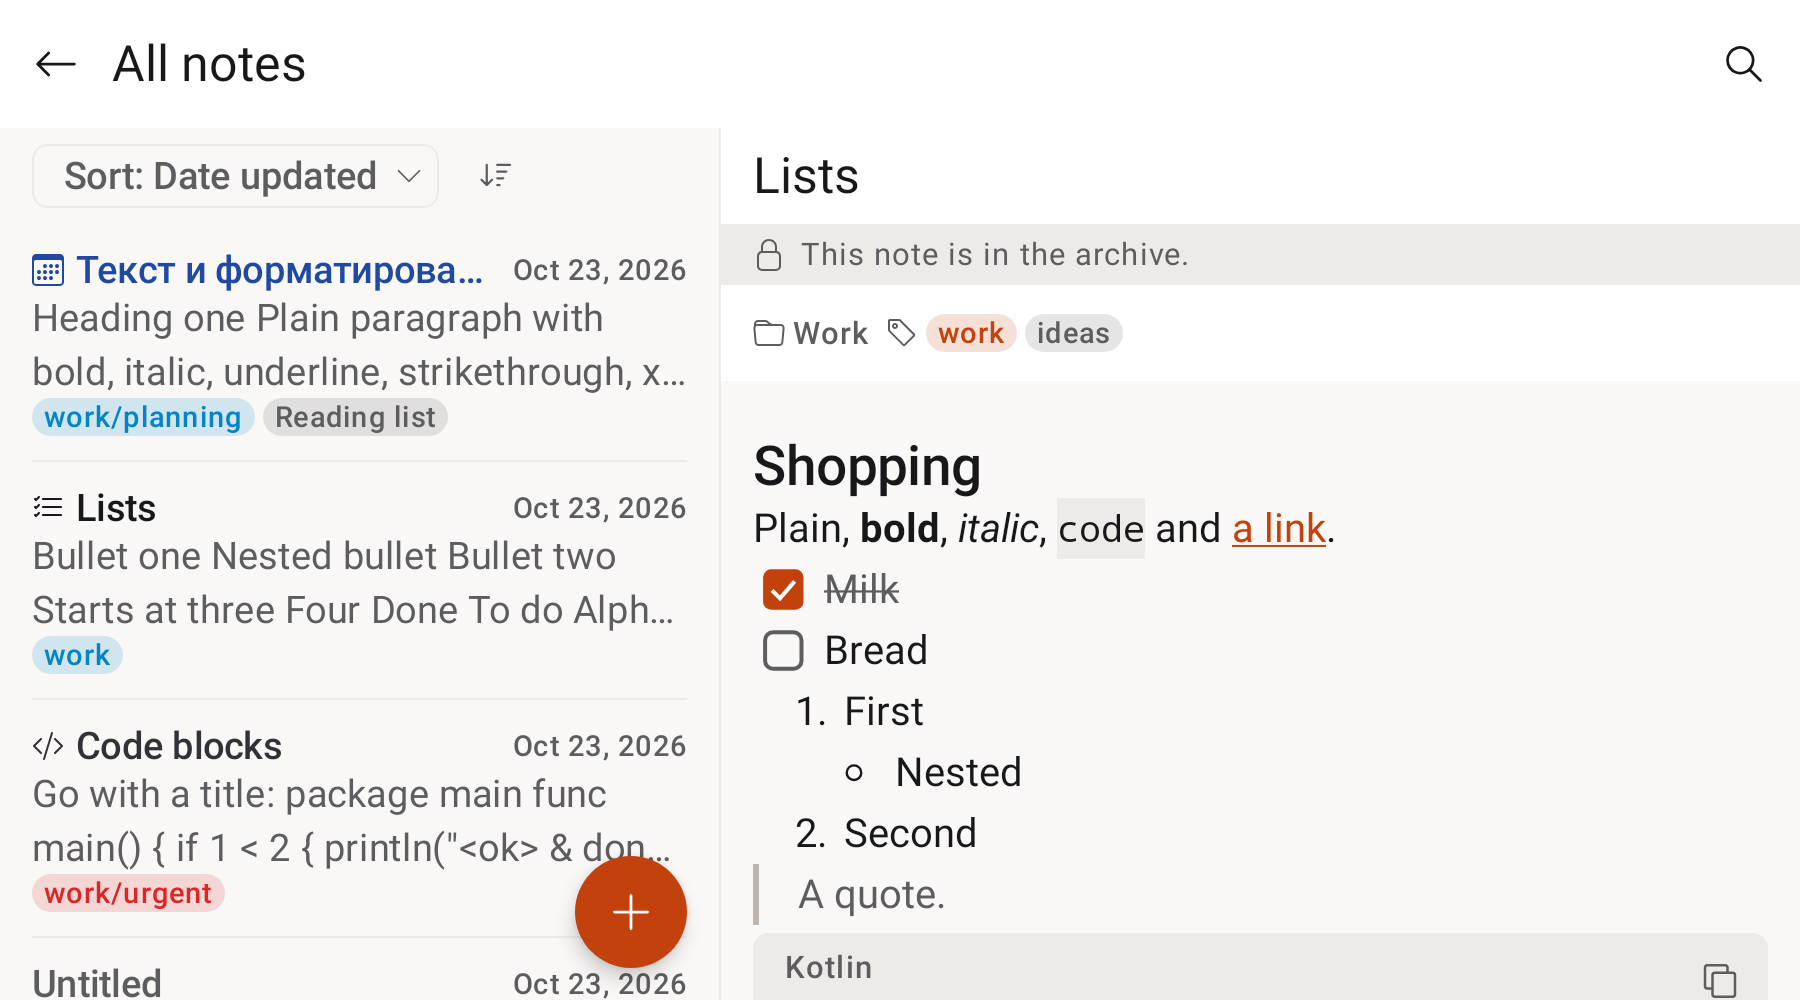 All notes
Sort: Date updated
Текст и форматирова... Oct 23, 2026
Heading one Plain paragraph with
bold, italic, underline, strikethrough, x...
work/planning Reading list
Lists Oct 23, 2026
Bullet one Nested bullet Bullet two
Starts at three Four Done To do Alph...
work
Code blocks Oct 23, 2026
Go with a title: package main func
main() { if 1 < 2 { println("<ok> & don...
work/urgent
Untitled Oct 23, 2026
Lists
This note is in the archive.
Work work ideas
Shopping
Plain, bold, italic, code and a link.
Milk
Bread
1. First
Nested
2. Second
A quote.
Kotlin